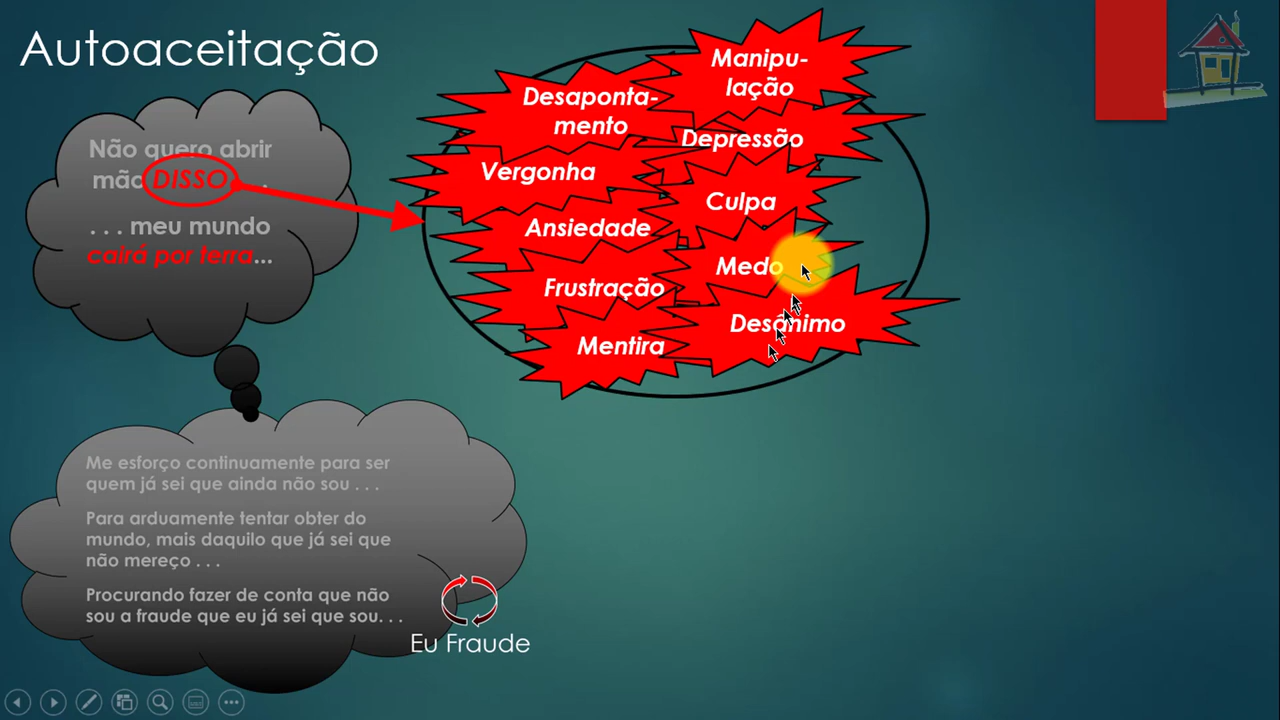 Autoaceitação
Não quero abrir
mão DISSO . .
. . . meu mundo
cairá por terra...
Manipu-
lação
Desaponta-
mento
Depressão
Vergonha
Culpa
Ansiedade
Medo
Frustração
Desânimo
Mentira
Me esforço continuamente para ser
quem já sei que ainda não sou . . .
Para arduamente tentar obter do
mundo, mais daquilo que já sei que
não mereço . . .
Procurando fazer de conta que não
sou a fraude que eu já sei que sou. . .
Eu Fraude